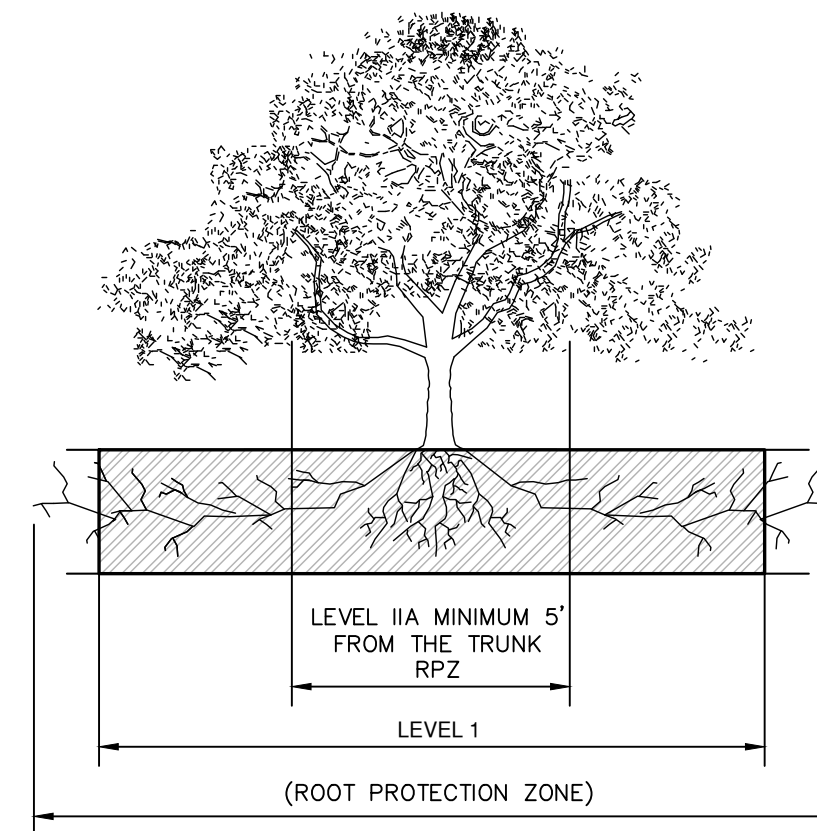 LEVEL IIA MINIMUM 5'
FROM THE TRUNK
RPZ
LEVEL 1
(ROOT PROTECTION ZONE)